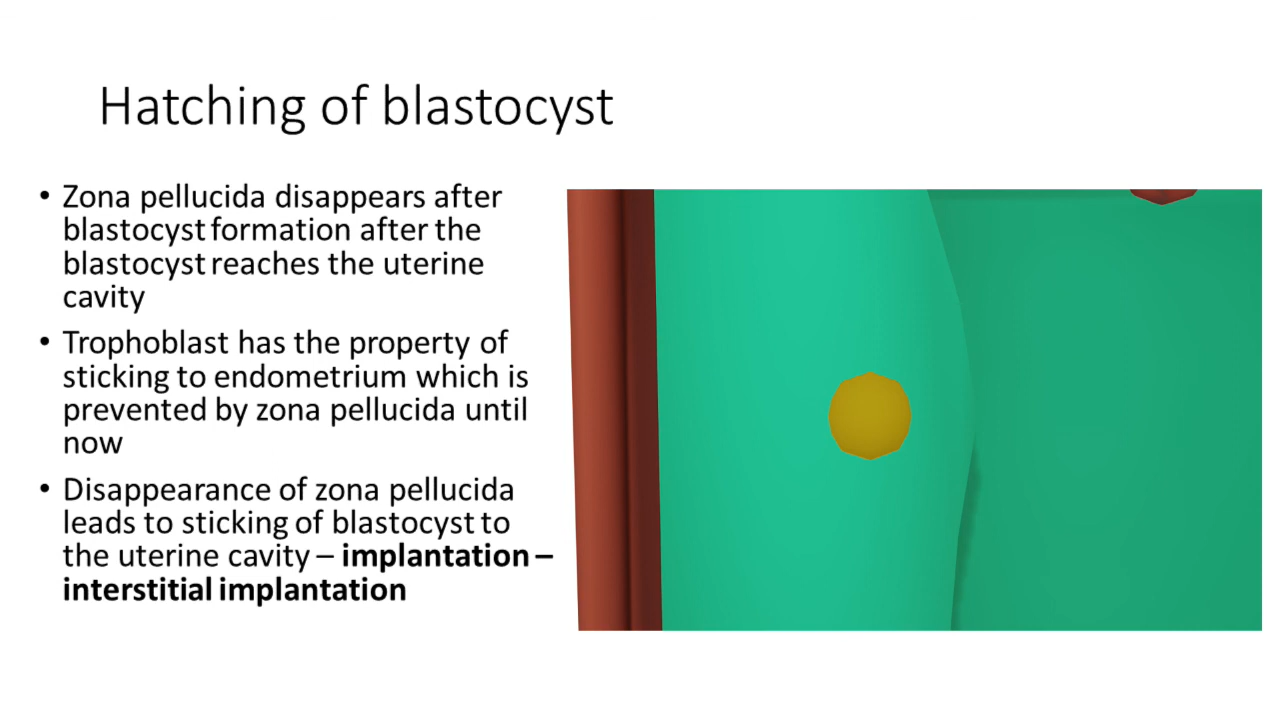 Hatching of blastocyst
• Zona pellucida disappears after
blastocyst formation after the
blastocyst reaches the uterine
cavity
• Trophoblast has the property of
sticking to endometrium which is
prevented by zona pellucida until
now
• Disappearance of zona pellucida
leads to sticking of blastocyst to
the uterine cavity – implantation –
interstitial implantation